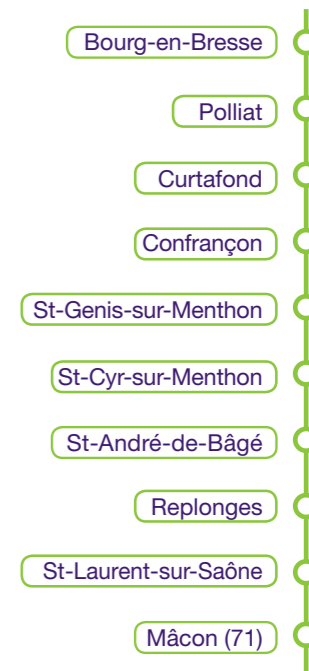 Bourg-en-Bresse
Polliat
Curtafond
Confrançon
St-Genis-sur-Menthon
St-Cyr-sur-Menthon
St-André-de-Bâgé
Replonges
St-Laurent-sur-Saône
Mâcon (71)